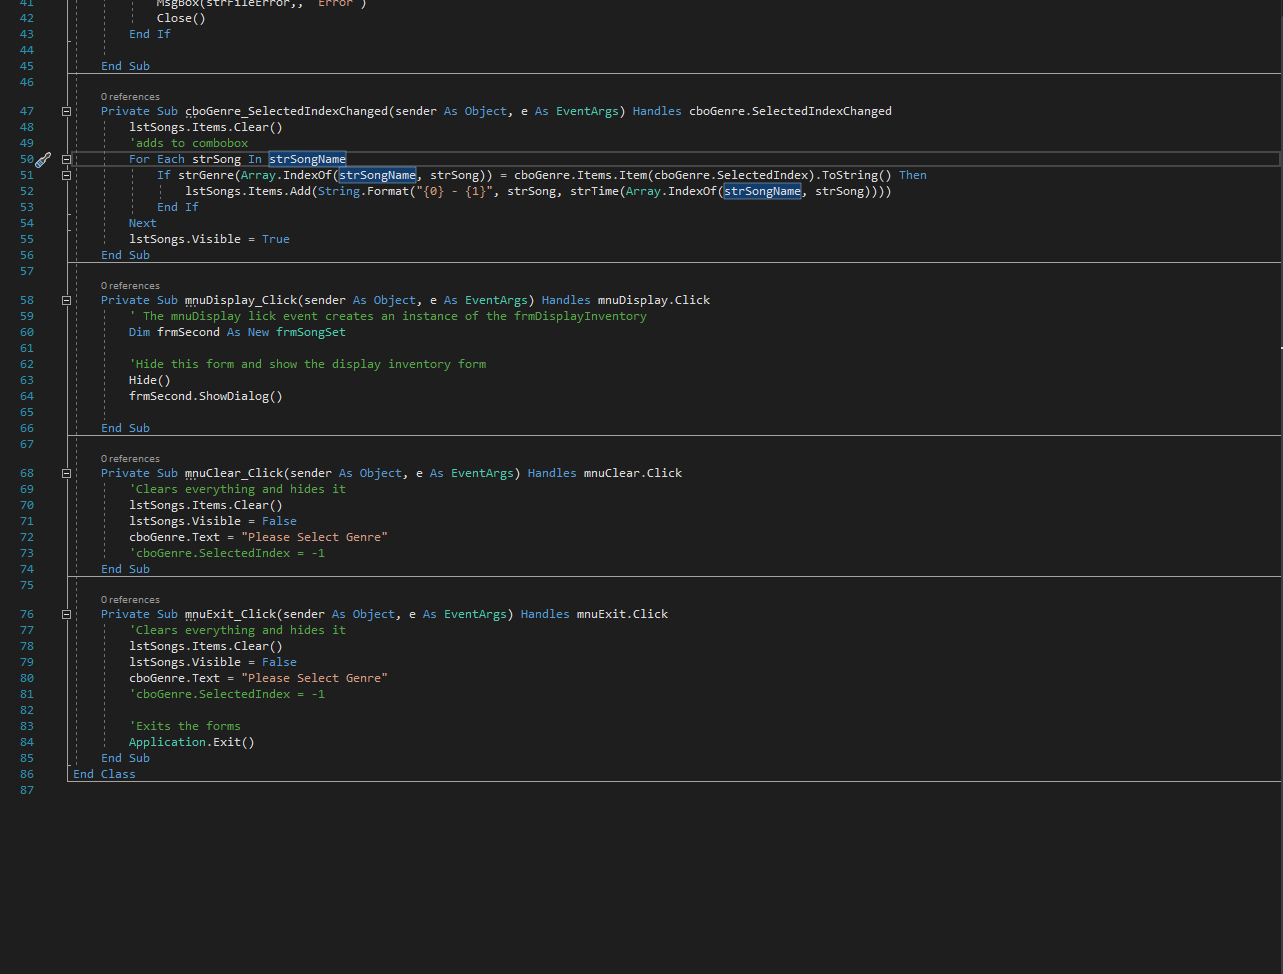 41 MsgBox(strFileError,, "Error")
42 Close()
43 End If
44
45 End Sub
46
0 references
47 Private Sub cboGenre_SelectedIndexChanged(sender As Object, e As EventArgs) Handles cboGenre.SelectedIndexChanged
48 lstSongs.Items.Clear()
49 'adds to combobox
50 For Each strSong In strSongName
51 If strGenre(Array.IndexOf(strSongName, strSong)) = cboGenre.Items.Item(cboGenre.SelectedIndex).ToString() Then
52 lstSongs.Items.Add(String.Format("{0} - {1}", strSong, strTime(Array.IndexOf(strSongName, strSong))))
53 End If
54 Next
55 lstSongs.Visible = True
56 End Sub
57
0 references
58 Private Sub mnuDisplay_Click(sender As Object, e As EventArgs) Handles mnuDisplay.Click
59 ' The mnuDisplay lick event creates an instance of the frmDisplayInventory
60 Dim frmSecond As New frmSongSet
61
62 'Hide this form and show the display inventory form
63 Hide()
64 frmSecond.ShowDialog()
65
66 End Sub
67
0 references
68 Private Sub mnuClear_Click(sender As Object, e As EventArgs) Handles mnuClear.Click
69 'Clears everything and hides it
70 lstSongs.Items.Clear()
71 lstSongs.Visible = False
72 cboGenre.Text = "Please Select Genre"
73 'cboGenre.SelectedIndex = -1
74 End Sub
75
0 references
76 Private Sub mnuExit_Click(sender As Object, e As EventArgs) Handles mnuExit.Click
77 'Clears everything and hides it
78 lstSongs.Items.Clear()
79 lstSongs.Visible = False
80 cboGenre.Text = "Please Select Genre"
81 'cboGenre.SelectedIndex = -1
82
83 'Exits the forms
84 Application.Exit()
85 End Sub
86 End Class
87